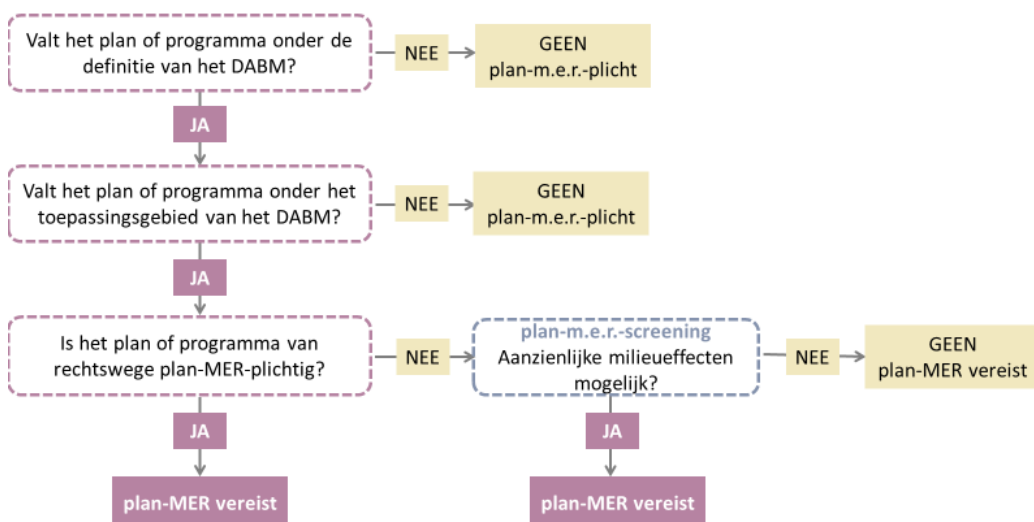 Valt het plan of programma onder de
definitie van het DABM?
NEE
GEEN
plan-m.e.r.-plicht
JA
Valt het plan of programma onder het
toepassingsgebied van het DABM?
NEE
GEEN
plan-m.e.r.-plicht
JA
Is het plan of programma van
rechtswege plan-MER-plichtig?
NEE
plan-m.e.r.-screening
Aanzienlijke milieueffecten
mogelijk?
NEE
GEEN
plan-MER vereist
JA
JA
plan-MER vereist
plan-MER vereist